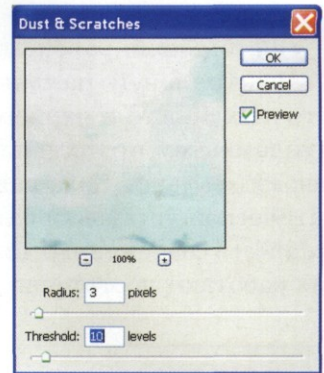 Dust & Scratches
OK
Cancel
Preview
100%
Radius: 3 pixels
Threshold: 10 levels